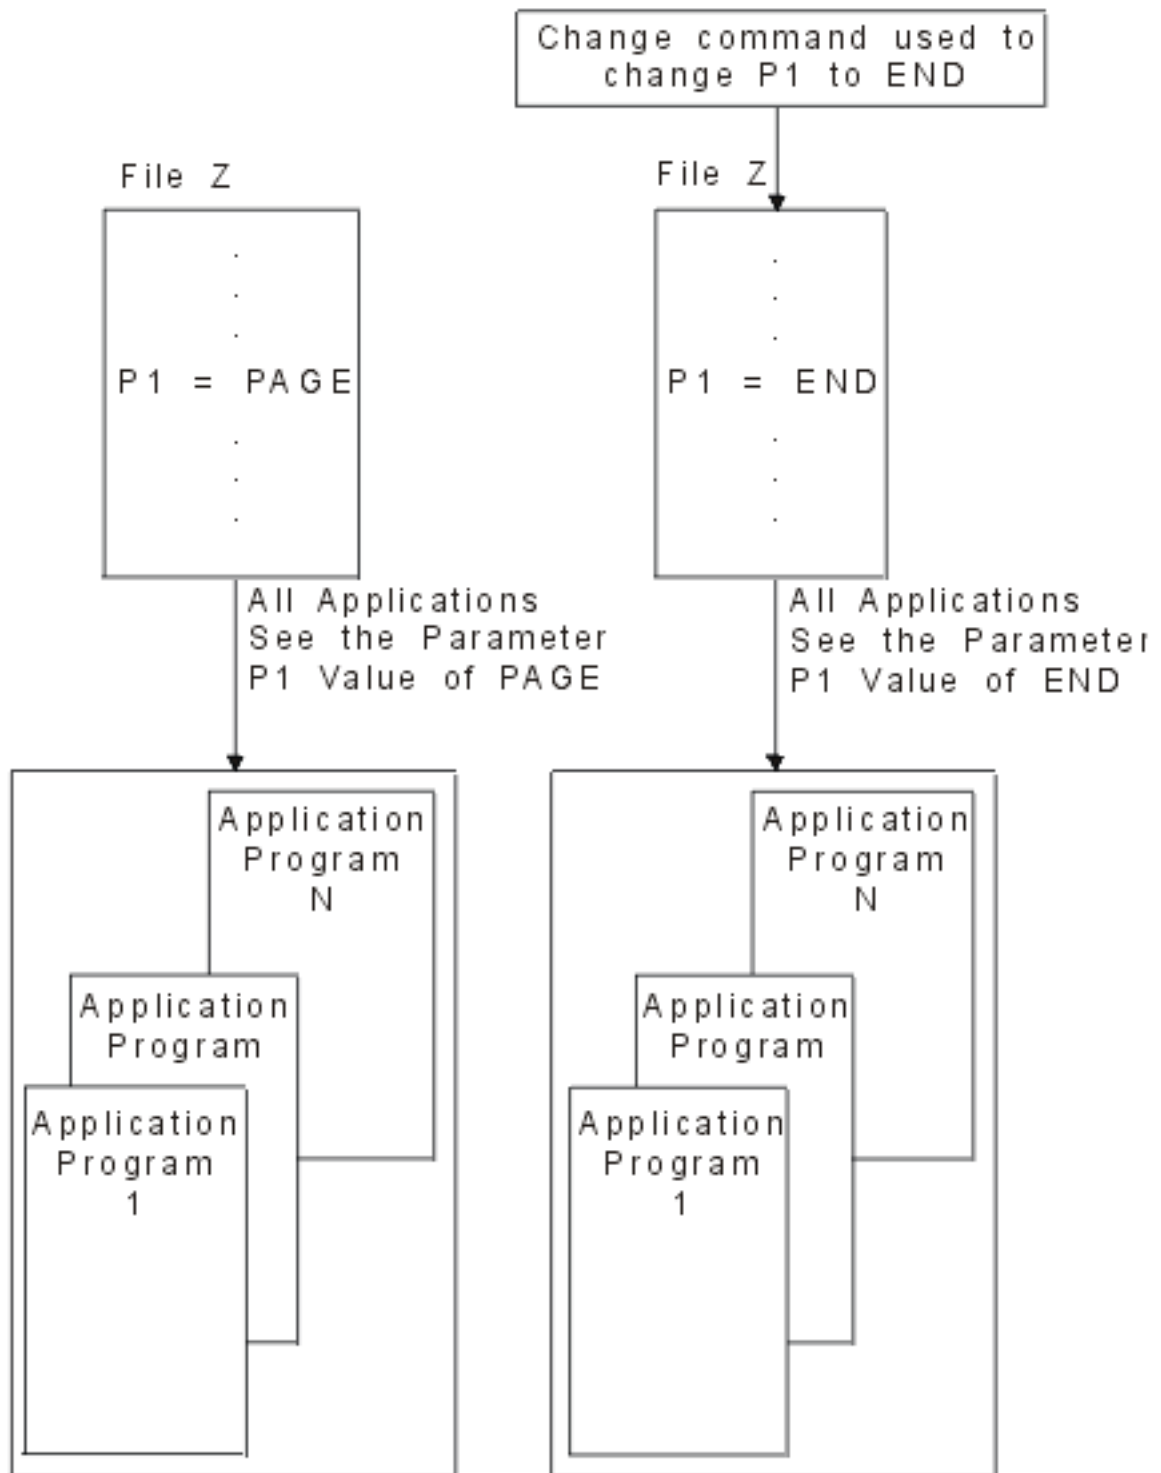 Change command used to
change P1 to END
File Z
P1 = PAGE
All Applications
See the Parameter
P1 Value of PAGE
Application
Program
N
Application
Program
Application
Program
1
File Z
P1 = END
All Applications
See the Parameter
P1 Value of END
Application
Program
N
Application
Program
Application
Program
1